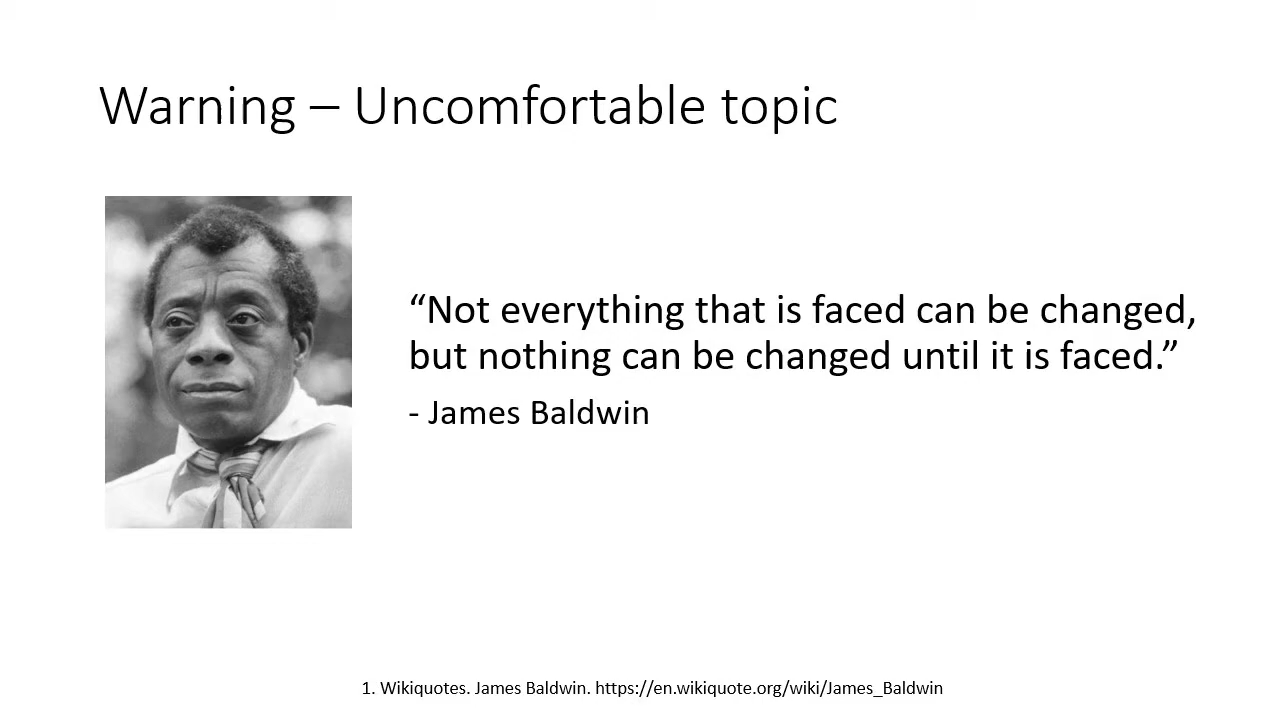 Warning – Uncomfortable topic
“Not everything that is faced can be changed,
but nothing can be changed until it is faced.”
- James Baldwin
1. Wikiquotes. James Baldwin. https://en.wikiquote.org/wiki/James_Baldwin